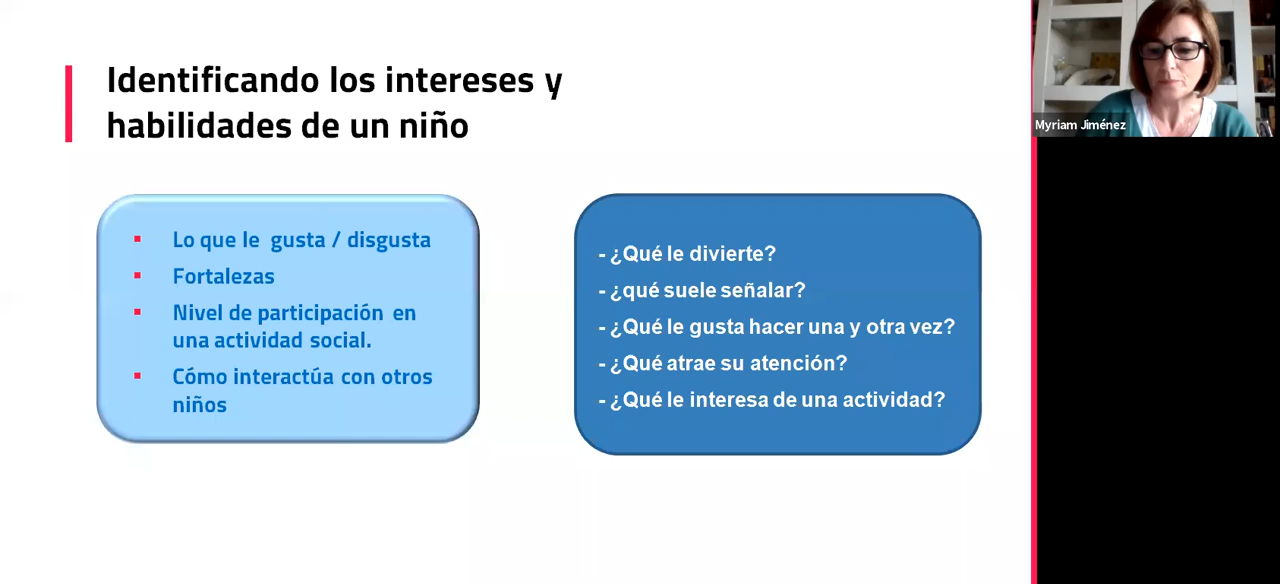 Identificando los intereses y
habilidades de un niño
Myriam Jiménez
▪ Lo que le gusta / disgusta
▪ Fortalezas
▪ Nivel de participación en
una actividad social.
▪ Cómo interactúa con otros
niños
- ¿Qué le divierte?
- ¿qué suele señalar?
- ¿Qué le gusta hacer una y otra vez?
- ¿Qué atrae su atención?
- ¿Qué le interesa de una actividad?